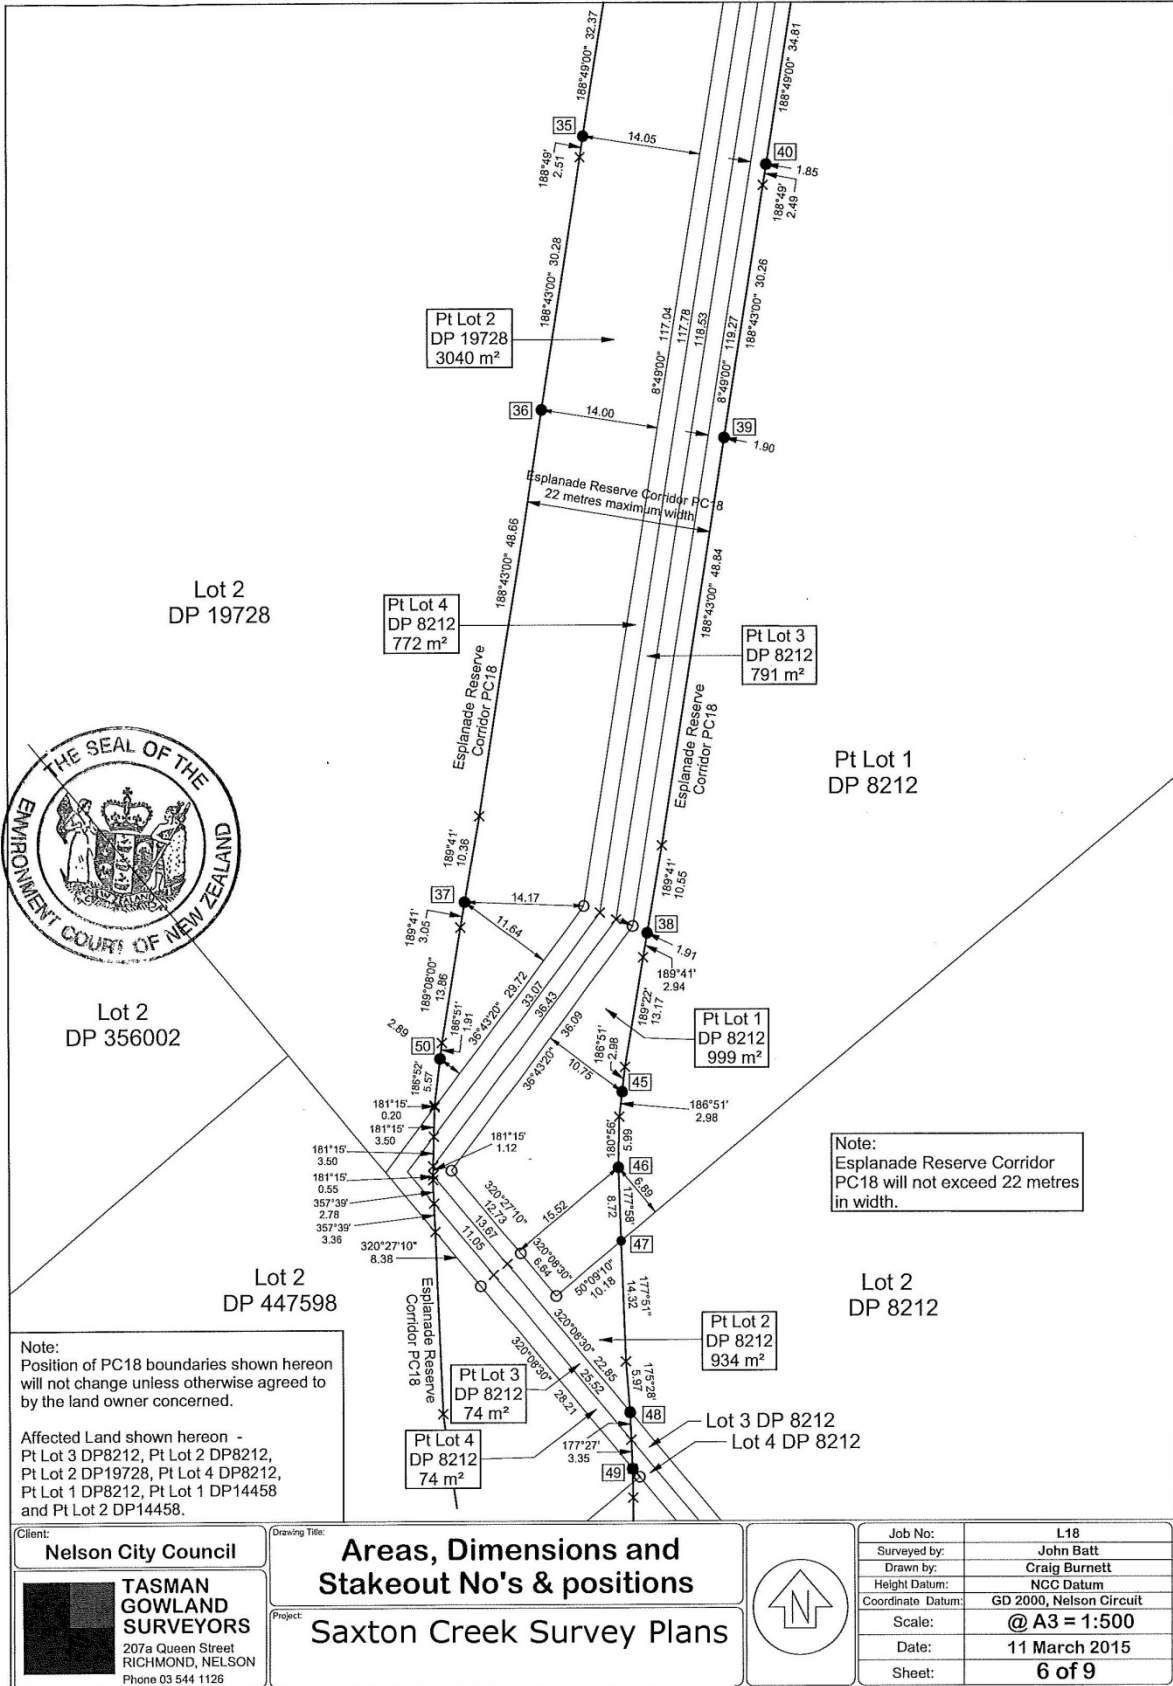 188°49'00" 32.37
188°49'00" 34.81
35
14.05
40
1.85
188°49'
2.51
188°49'
2.49
188°43'00" 30.28
188°43'00" 30.26
Pt Lot 2
DP 19728
3040 m²
8°49'00" 117.04
117.78
118.53
8°49'00" 119.27
36
14.00
39
1.90
Esplanade Reserve Corridor PC18
22 metres maximum width
188°43'00" 48.66
188°43'00" 48.84
Lot 2
DP 19728
Pt Lot 4
DP 8212
772 m²
Pt Lot 3
DP 8212
791 m²
Esplanade Reserve
Corridor PC18
Esplanade Reserve
Corridor PC18
Pt Lot 1
DP 8212
THE SEAL OF THE
ENVIRONMENT COURT OF NEW ZEALAND
NEW ZEALAND
189°41'
10.36
189°41'
10.55
37
14.17
11.64
38
1.91
189°41'
3.05
189°41'
2.94
189°08'00"
13.86
189°22'
13.17
29.72
36°43'20"
33.07
36.43
36.09
36°43'20"
Lot 2
DP 356002
186°51'
1.91
2.89
50
186°52'
5.57
Pt Lot 1
DP 8212
999 m²
186°51'
2.98
10.75
45
186°51'
2.98
181°15'
0.20
181°15'
3.50
181°15'
3.50
181°15'
1.12
180°56'
5.99
46
6.89
181°15'
0.55
357°39'
2.78
357°39'
3.36
320°27'10"
12.73
13.67
11.05
15.52
177°58'
8.72
47
320°27'10"
8.38
320°08'30"
6.64
50°09'10"
10.18
Note:
Esplanade Reserve Corridor
PC18 will not exceed 22 metres
in width.
Lot 2
DP 447598
Lot 2
DP 8212
177°51'
14.32
Esplanade Reserve
Corridor PC18
320°08'30" 22.85
25.52
320°08'30"
28.21
Pt Lot 2
DP 8212
934 m²
175°28'
5.97
Pt Lot 3
DP 8212
74 m²
48
Lot 3 DP 8212
Lot 4 DP 8212
Pt Lot 4
DP 8212
74 m²
177°27'
3.35
49
Note:
Position of PC18 boundaries shown hereon
will not change unless otherwise agreed to
by the land owner concerned.
Affected Land shown hereon -
Pt Lot 3 DP8212, Pt Lot 2 DP8212,
Pt Lot 2 DP19728, Pt Lot 4 DP8212,
Pt Lot 1 DP8212, Pt Lot 1 DP14458
and Pt Lot 2 DP14458.
Client:
Nelson City Council
TASMAN
GOWLAND
SURVEYORS
207a Queen Street
RICHMOND, NELSON
Phone 03 544 1126
Drawing Title:
Areas, Dimensions and
Stakeout No's & positions
Project:
Saxton Creek Survey Plans
N
Job No: L18
Surveyed by: John Batt
Drawn by: Craig Burnett
Height Datum: NCC Datum
Coordinate Datum: GD 2000, Nelson Circuit
Scale: @ A3 = 1:500
Date: 11 March 2015
Sheet: 6 of 9